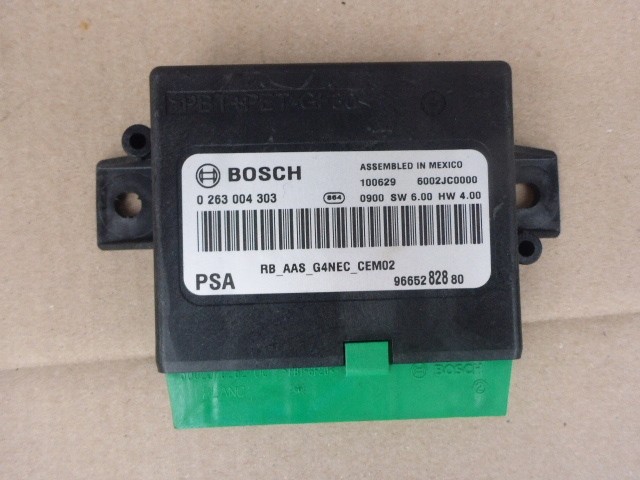 BOSCH
ASSEMBLED IN MEXICO
100629 6002JC0000
0 263 004 303 864 0900 SW 6.00 HW 4.00
RB_AAS_G4NEC_CEM02
PSA 96652 828 80
BOSCH